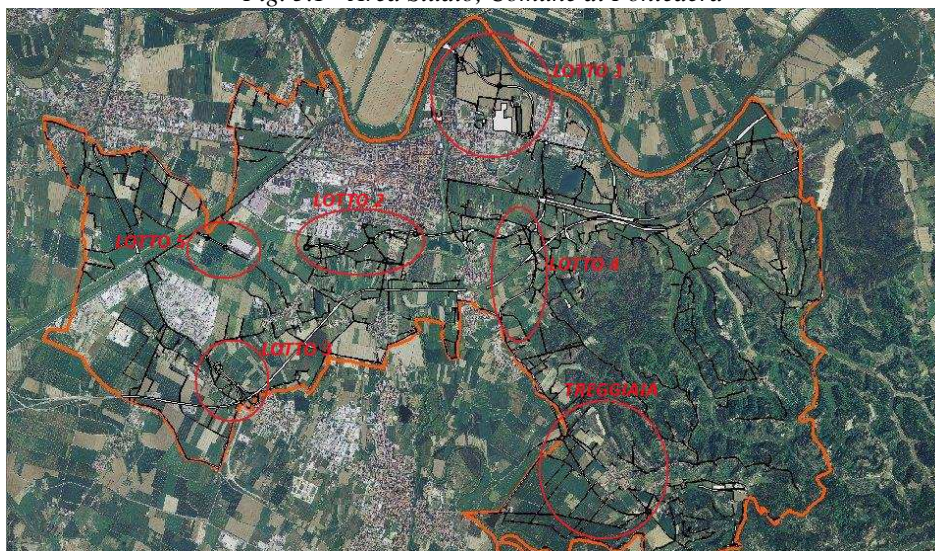 Area Studio, Comune di Pontedera
LOTTO 1
LOTTO 2
LOTTO 5
LOTTO 4
LOTTO 3
TREGGIAIA